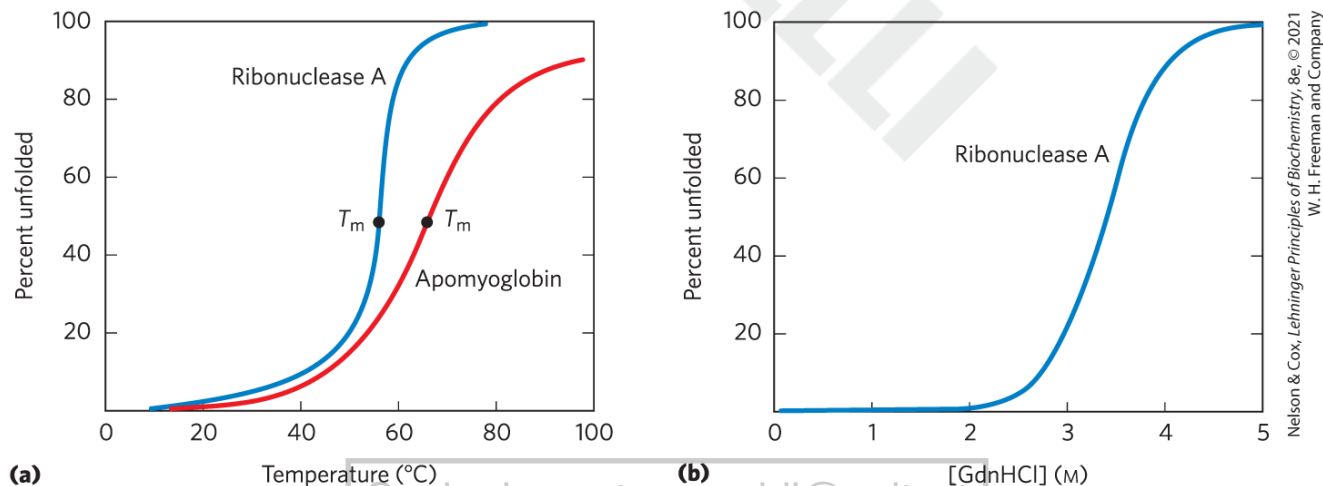 100
80
60
40
20
Percent unfolded
Ribonuclease A
Tm
Tm
Apomyoglobin
0 20 40 60 80 100
(a) Temperature (°C)
100
80
60
40
20
Percent unfolded
Ribonuclease A
0 1 2 3 4 5
(b) [GdnHCl] (M)
Nelson & Cox, Lehninger Principles of Biochemistry, 8e, © 2021
W. H. Freeman and Company